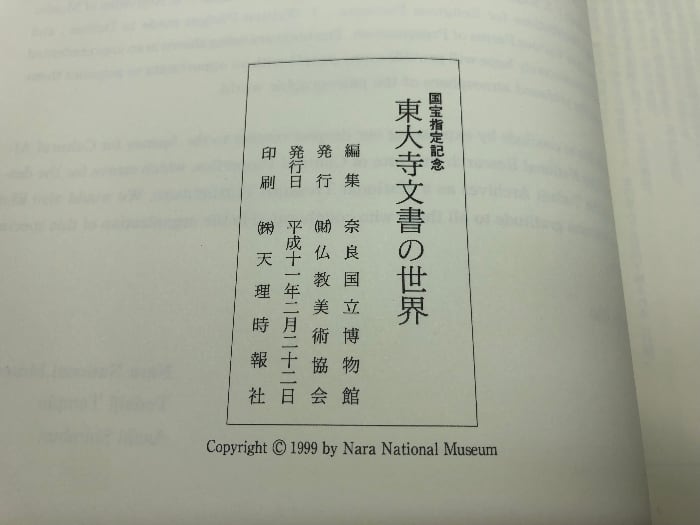 国宝指定記念
東大寺文書の世界
編集 奈良国立博物館
発行 ㈶仏教美術協会
発行日 平成十一年二月二十二日
印刷 ㈱天理時報社
Copyright © 1999 by Nara National Museum